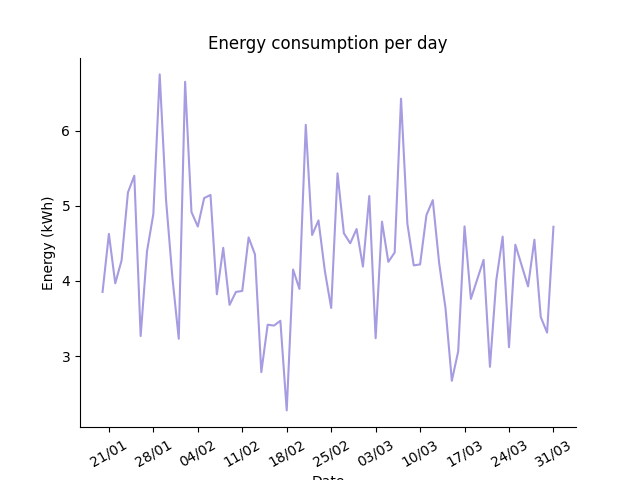 Energy consumption per day
Energy (kWh)
6
5
4
3
21/01 28/01 04/02 11/02 18/02 25/02 03/03 10/03 17/03 24/03 31/03
Date